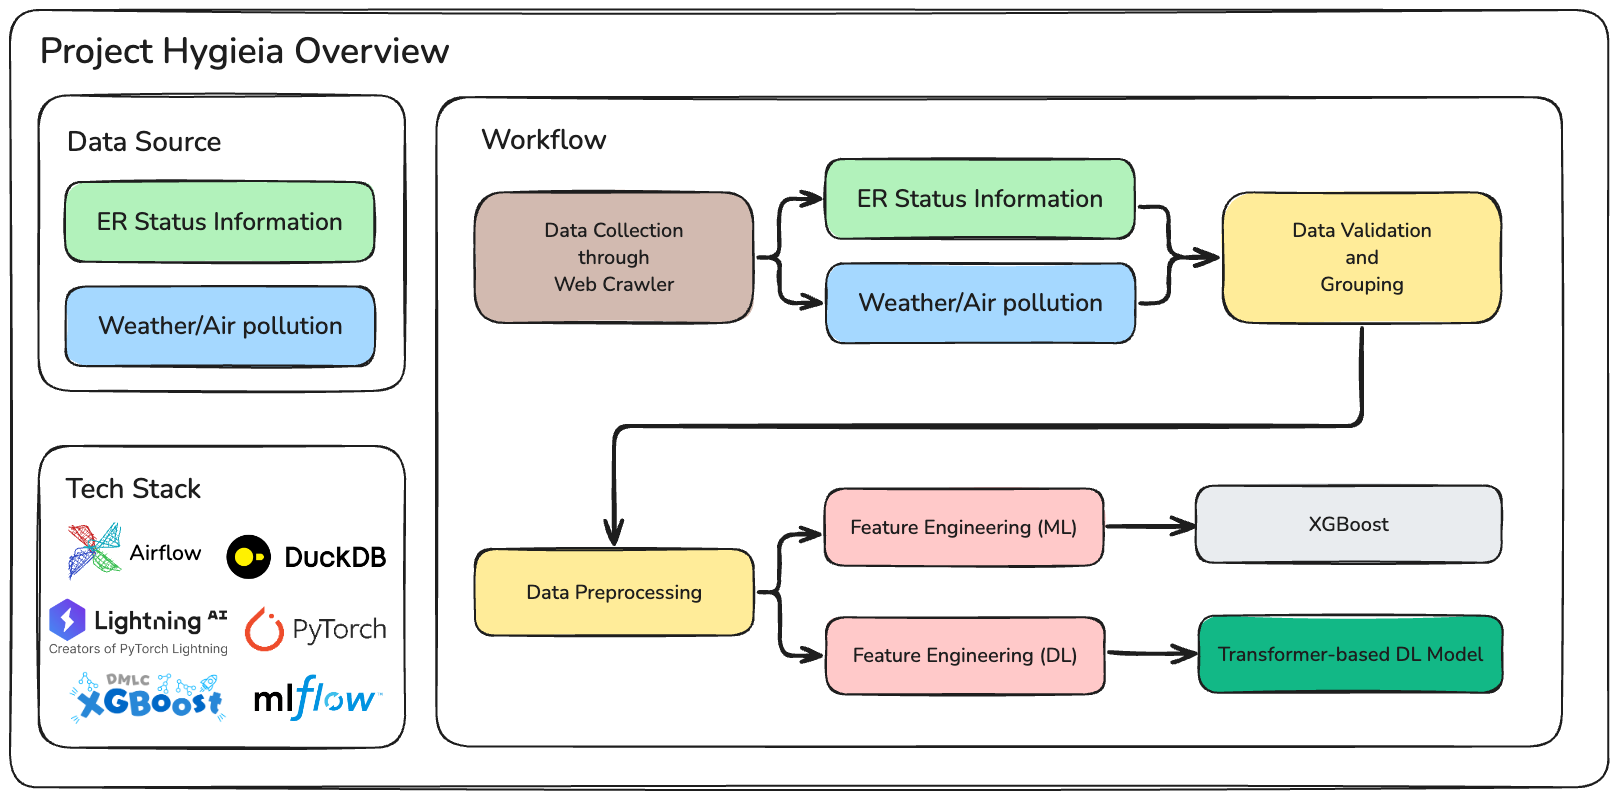 Project Hygieia Overview
Data Source
ER Status Information
Weather/Air pollution
Tech Stack
Airflow
DuckDB
Lightning AI
Creators of PyTorch Lightning
PyTorch
DMLC
XGBoost
mlflow™
Workflow
Data Collection
through
Web Crawler
ER Status Information
Weather/Air pollution
Data Validation
and
Grouping
Data Preprocessing
Feature Engineering (ML)
XGBoost
Feature Engineering (DL)
Transformer-based DL Model